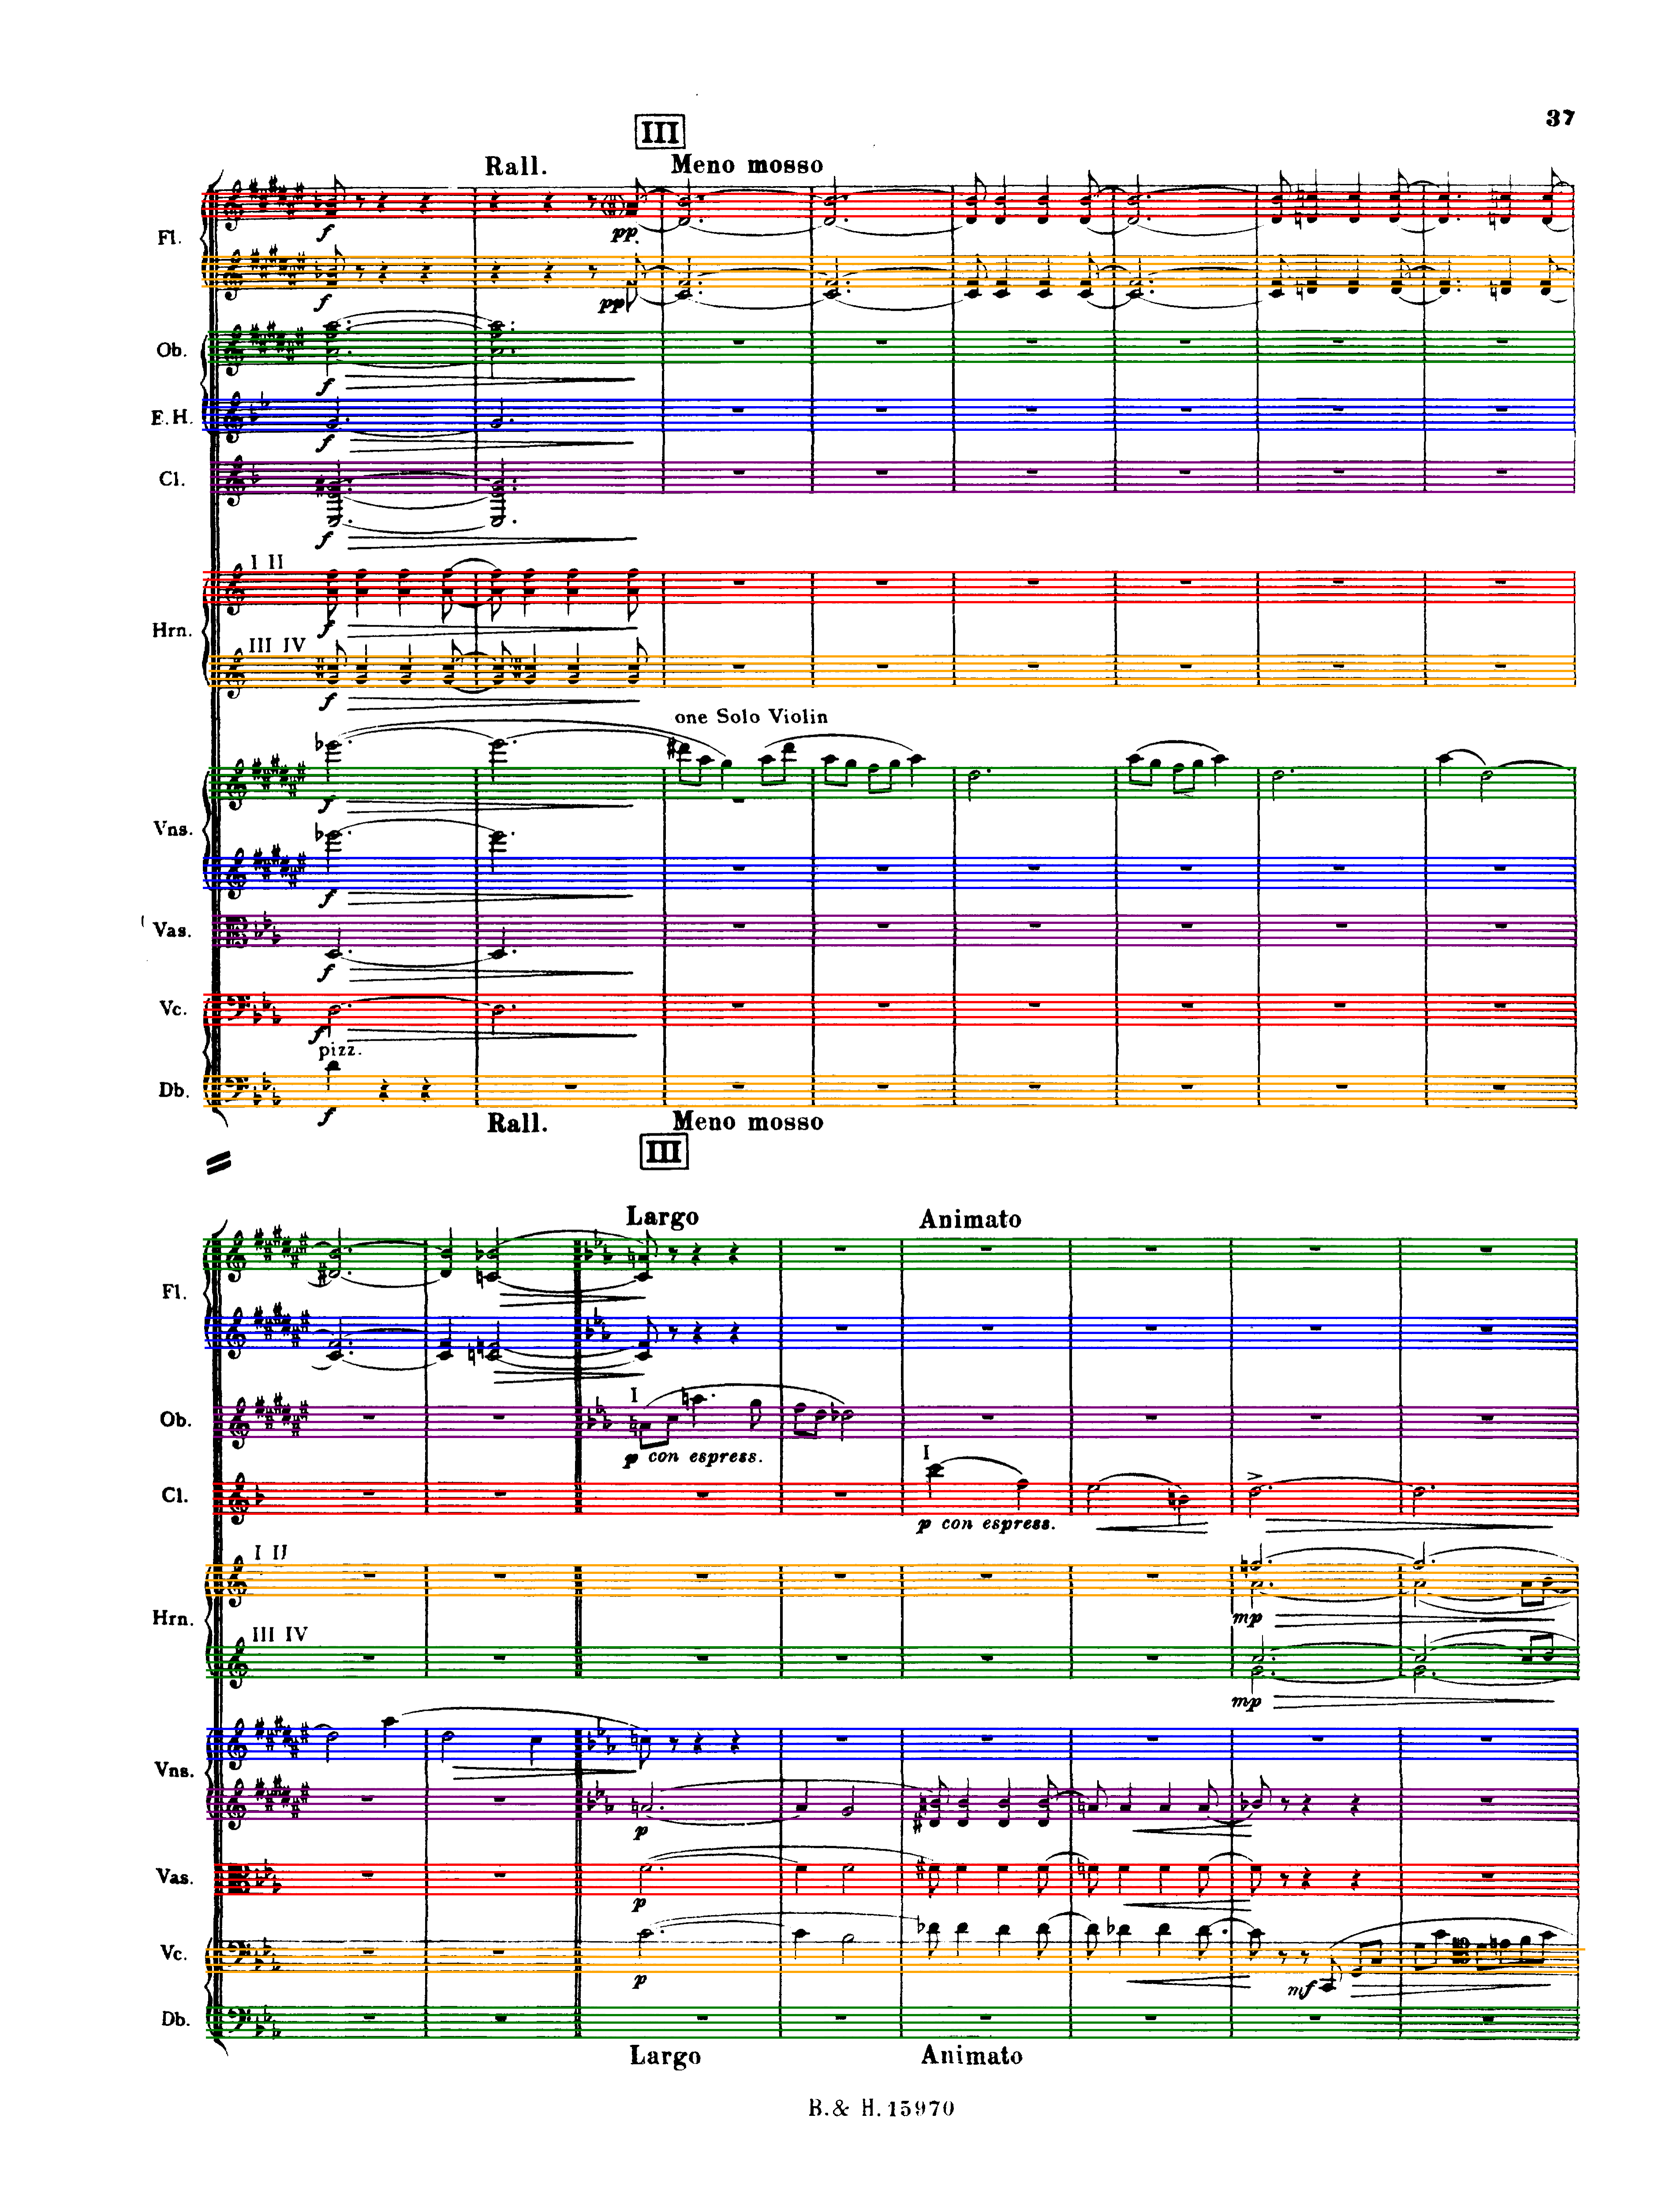 37
III
Rall. Meno mosso
Fl.
f pp
f pp
Ob.
f
E.H.
f
Cl.
f
I II
Hrn.
f
III IV
f
one Solo Violin
Vns.
f
f
Vas.
f
Vc.
f
pizz.
Db.
f
Rall. Meno mosso
III
Largo Animato
Fl.
I
Ob.
p con espress.
I
Cl.
p con espress.
I II
Hrn.
mp
III IV
mp
Vns.
p
Vas.
p
Vc.
p mf
Db.
Largo Animato
B.& H. 15970